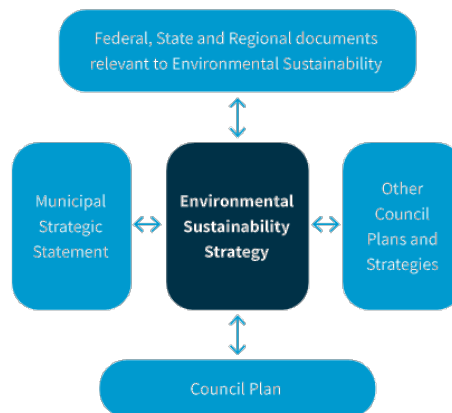 Federal, State and Regional documents
relevant to Environmental Sustainability
Municipal
Strategic
Statement
Environmental
Sustainability
Strategy
Other
Council
Plans and
Strategies
Council Plan